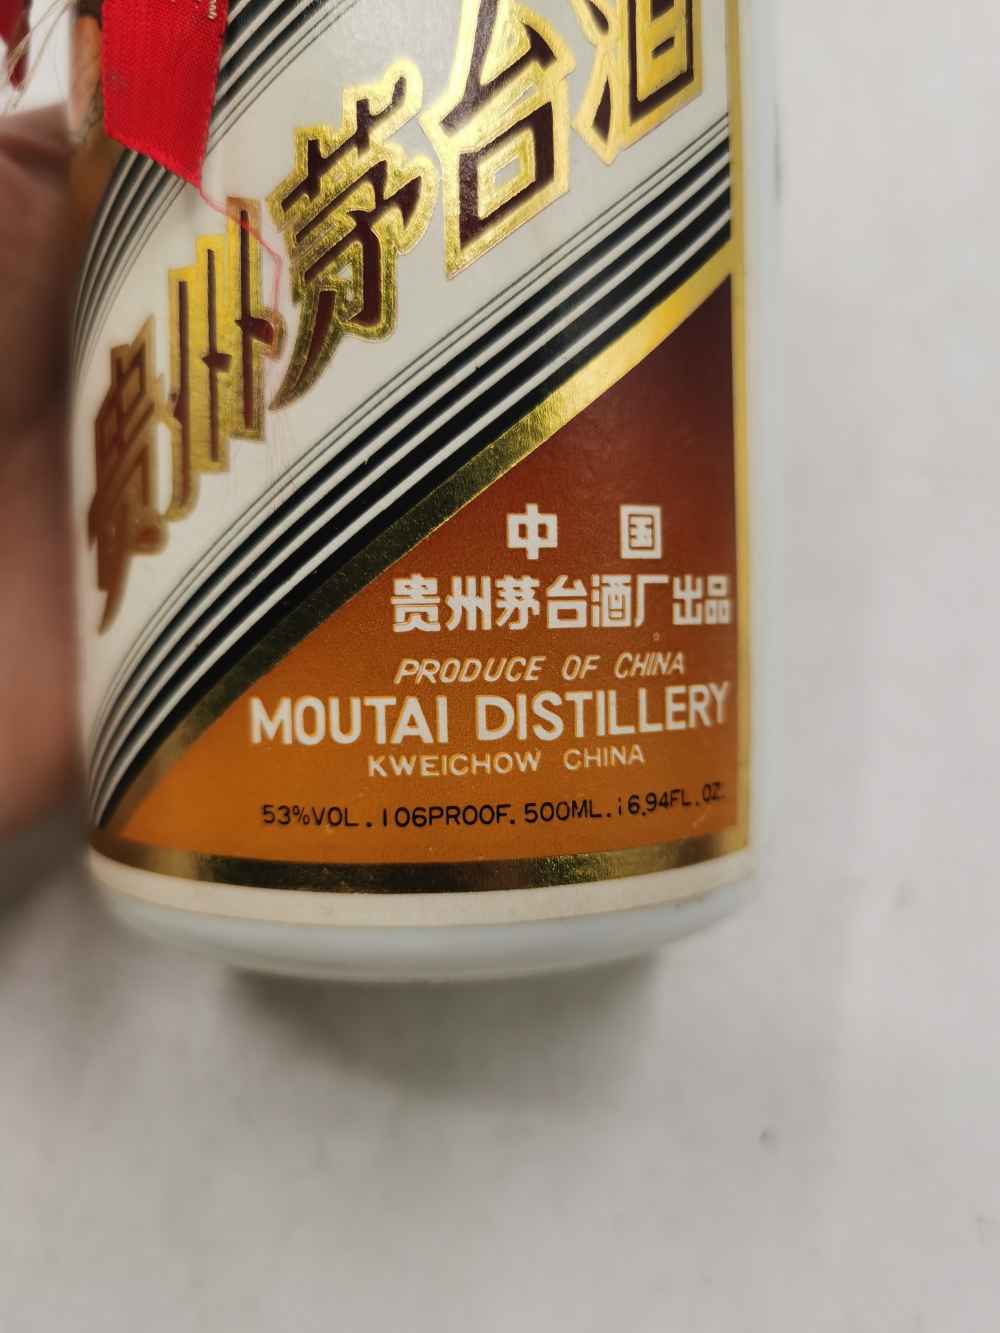 贵州茅台酒
中 国
贵州茅台酒厂出品
PRODUCE OF CHINA
MOUTAI DISTILLERY
KWEICHOW CHINA
53%VOL. 106PROOF. 500ML. 16.94FL. OZ.